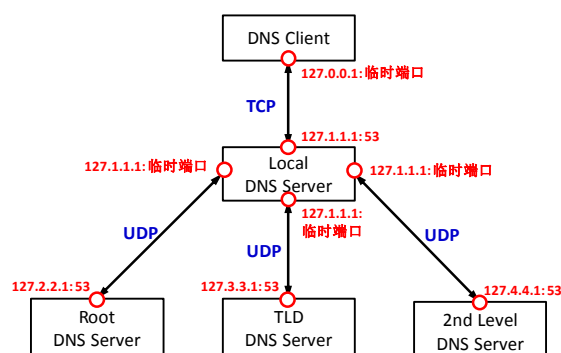 DNS Client
127.0.0.1:临时端口
TCP
127.1.1.1:53
127.1.1.1:临时端口
Local
DNS Server
127.1.1.1:临时端口
127.1.1.1:
临时端口
UDP
UDP
UDP
127.2.2.1:53
127.3.3.1:53
127.4.4.1:53
Root
DNS Server
TLD
DNS Server
2nd Level
DNS Server